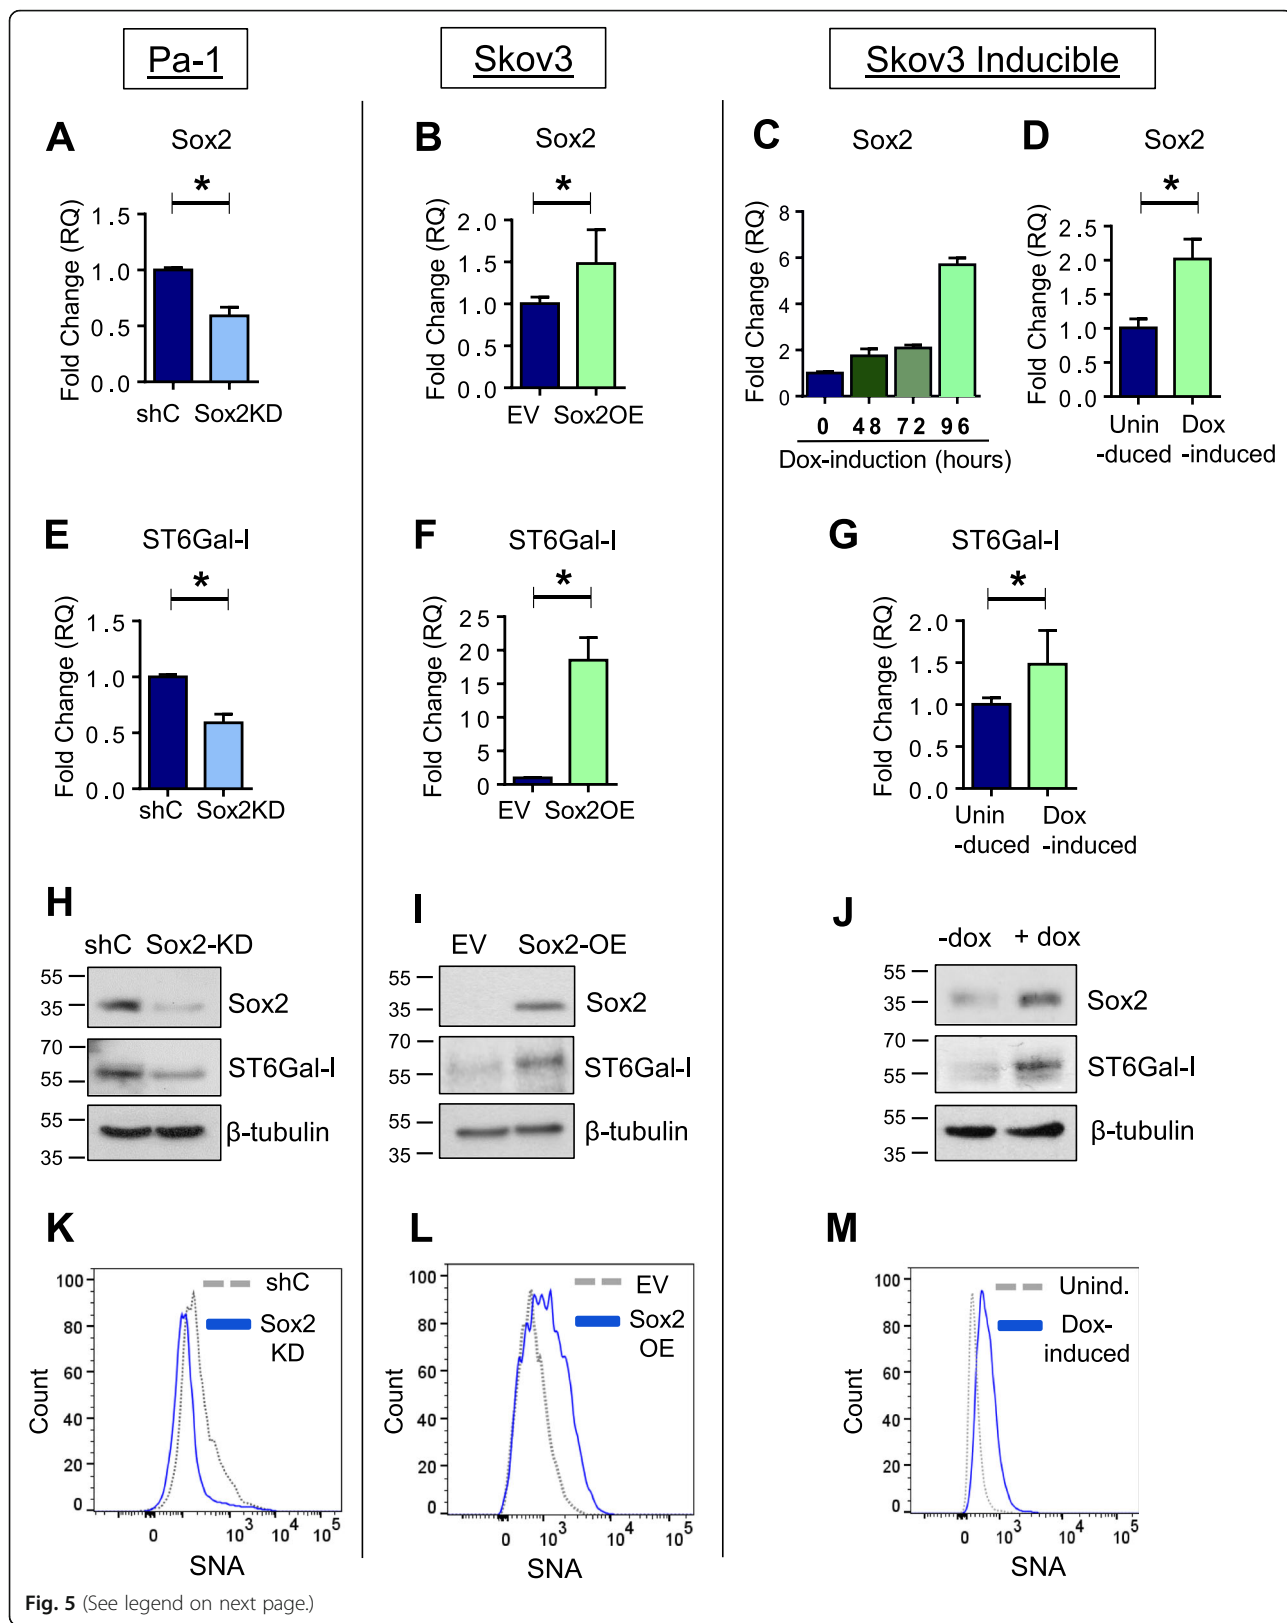 Pa-1
Skov3
Skov3 Inducible
A
Sox2
*
Fold Change (RQ)
1.5
1.0
0.5
0.0
shC Sox2KD
B
Sox2
*
Fold Change (RQ)
2.0
1.5
1.0
0.5
0.0
EV Sox2OE
C
Sox2
Fold Change (RQ)
8
6
4
2
0
0 48 72 96
Dox-induction (hours)
D
Sox2
*
Fold Change (RQ)
2.5
2.0
1.5
1.0
0.5
0.0
Unin Dox
-duced -induced
E
ST6Gal-I
*
Fold Change (RQ)
1.5
1.0
0.5
0.0
shC Sox2KD
F
ST6Gal-I
*
Fold Change (RQ)
25
20
15
10
5
0
EV Sox2OE
G
ST6Gal-I
*
Fold Change (RQ)
2.0
1.5
1.0
0.5
0.0
Unin Dox
-duced -induced
H
shC Sox2-KD
55
35
Sox2
70
55
ST6Gal-I
55
35
β-tubulin
I
EV Sox2-OE
55
35
Sox2
70
55
ST6Gal-I
55
35
β-tubulin
J
-dox + dox
55
35
Sox2
70
55
ST6Gal-I
55
35
β-tubulin
K
shC
Sox2
KD
Count
100
80
60
40
20
0
0 10³ 10⁴ 10⁵
SNA
L
EV
Sox2
OE
Count
100
80
60
40
20
0
0 10³ 10⁴ 10⁵
SNA
M
Unind.
Dox-
induced
Count
100
80
60
40
20
0
0 10³ 10⁴ 10⁵
SNA
Fig. 5 (See legend on next page.)